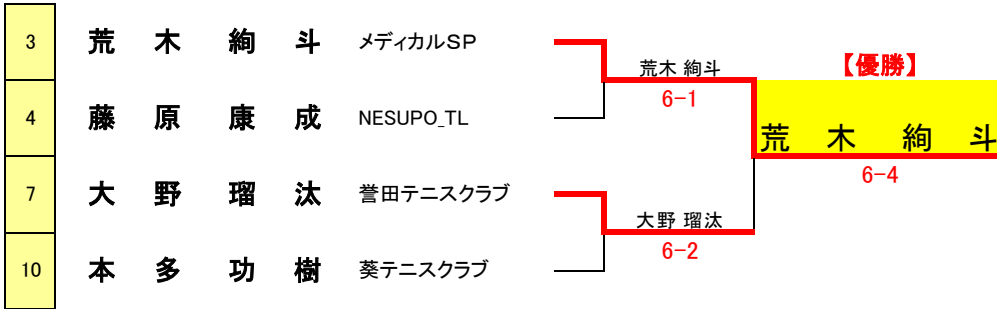 3 荒木絢斗 メディカルSP
荒木 絢斗
6-1
【優勝】
4 藤原康成 NESUPO_TL
荒木絢斗
6-4
7 大野瑠汰 誉田テニスクラブ
大野 瑠汰
6-2
10 本多功樹 葵テニスクラブ